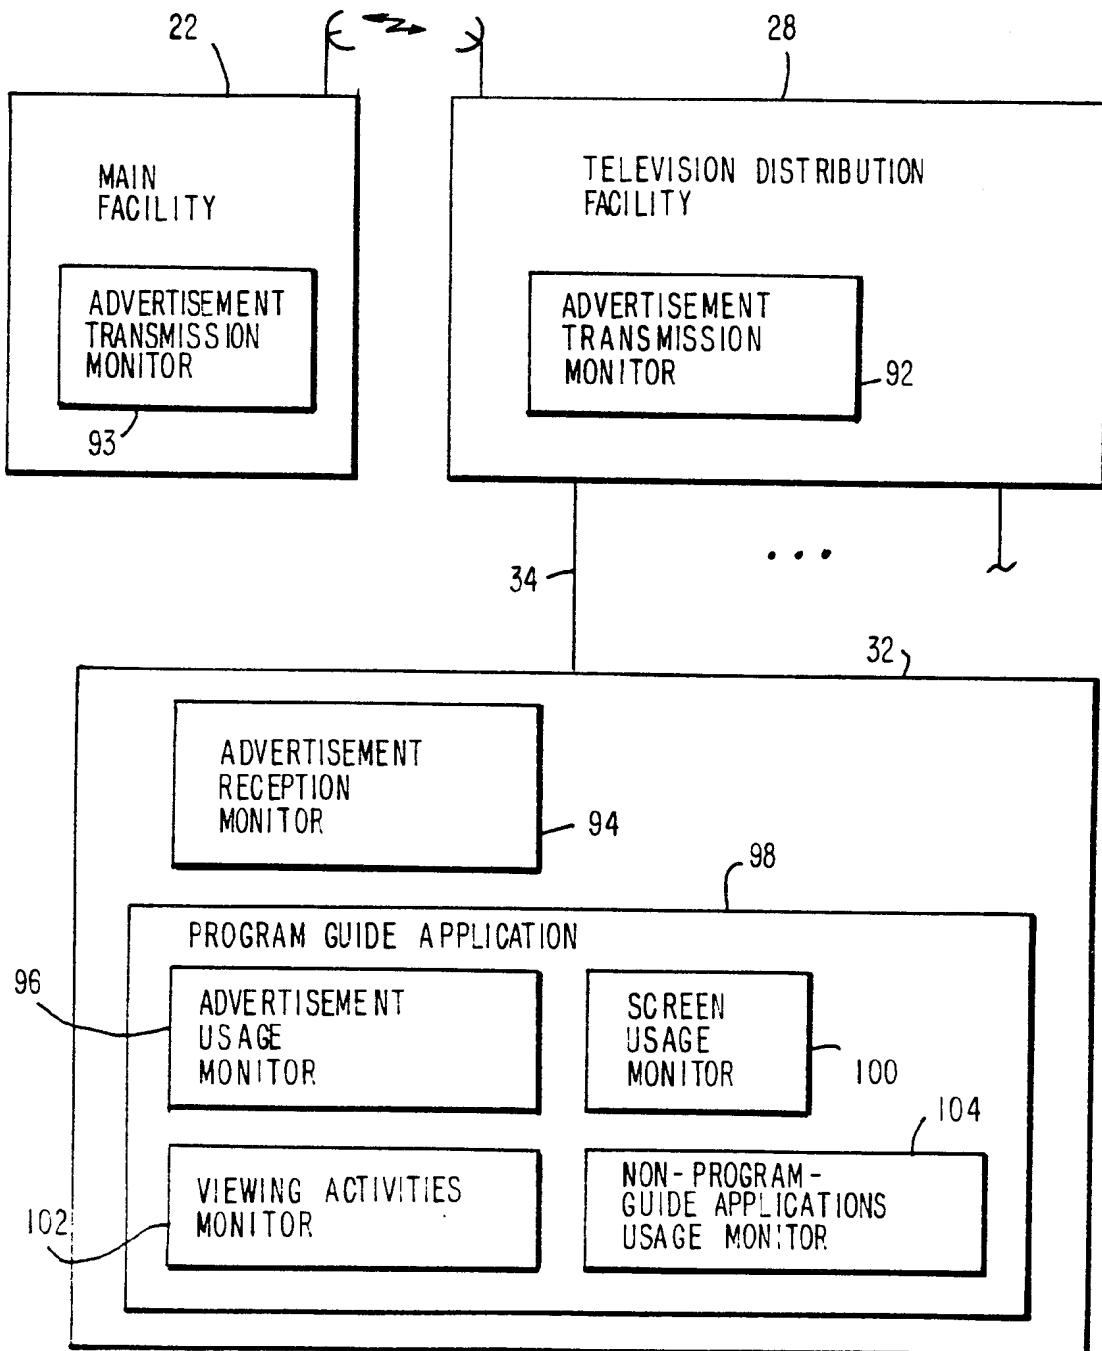 22
28
MAIN
FACILITY
TELEVISION DISTRIBUTION
FACILITY
ADVERTISEMENT
TRANSMISSION
MONITOR
93
ADVERTISEMENT
TRANSMISSION
MONITOR
92
34
...
32
ADVERTISEMENT
RECEPTION
MONITOR
94
98
PROGRAM GUIDE APPLICATION
96
ADVERTISEMENT
USAGE
MONITOR
SCREEN
USAGE
MONITOR
100
104
VIEWING ACTIVITIES
MONITOR
102
NON-PROGRAM-
GUIDE APPLICATIONS
USAGE MONITOR